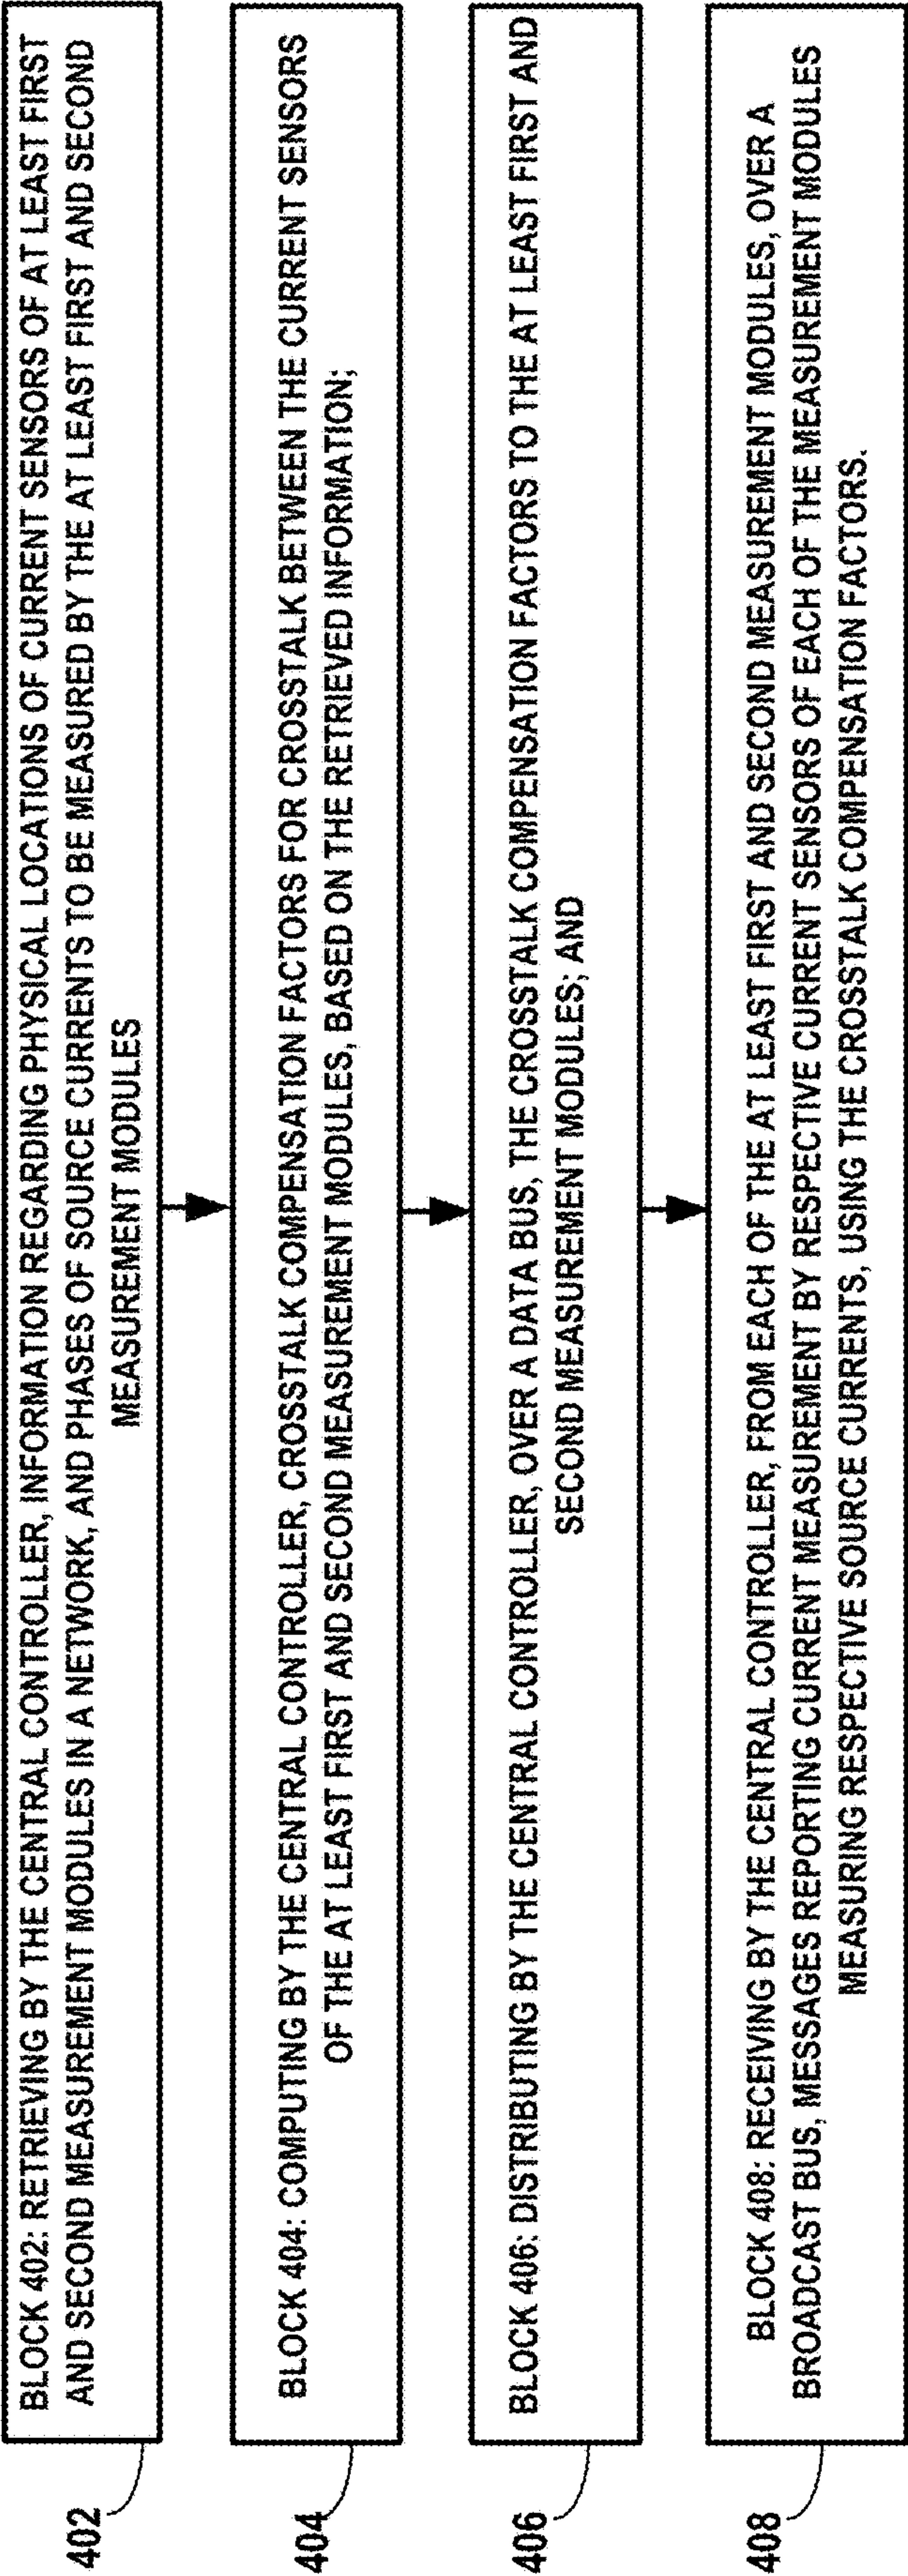 402
BLOCK 402: RETRIEVING BY THE CENTRAL CONTROLLER, INFORMATION REGARDING PHYSICAL LOCATIONS OF CURRENT SENSORS OF AT LEAST FIRST
AND SECOND MEASUREMENT MODULES IN A NETWORK, AND PHASES OF SOURCE CURRENTS TO BE MEASURED BY THE AT LEAST FIRST AND SECOND
MEASUREMENT MODULES
404
BLOCK 404: COMPUTING BY THE CENTRAL CONTROLLER, CROSSTALK COMPENSATION FACTORS FOR CROSSTALK BETWEEN THE CURRENT SENSORS
OF THE AT LEAST FIRST AND SECOND MEASUREMENT MODULES, BASED ON THE RETRIEVED INFORMATION;
406
BLOCK 406: DISTRIBUTING BY THE CENTRAL CONTROLLER, OVER A DATA BUS, THE CROSSTALK COMPENSATION FACTORS TO THE AT LEAST FIRST AND
SECOND MEASUREMENT MODULES; AND
408
BLOCK 408: RECEIVING BY THE CENTRAL CONTROLLER, FROM EACH OF THE AT LEAST FIRST AND SECOND MEASUREMENT MODULES, OVER A
BROADCAST BUS, MESSAGES REPORTING CURRENT MEASUREMENT BY RESPECTIVE CURRENT SENSORS OF EACH OF THE MEASUREMENT MODULES
MEASURING RESPECTIVE SOURCE CURRENTS, USING THE CROSSTALK COMPENSATION FACTORS.